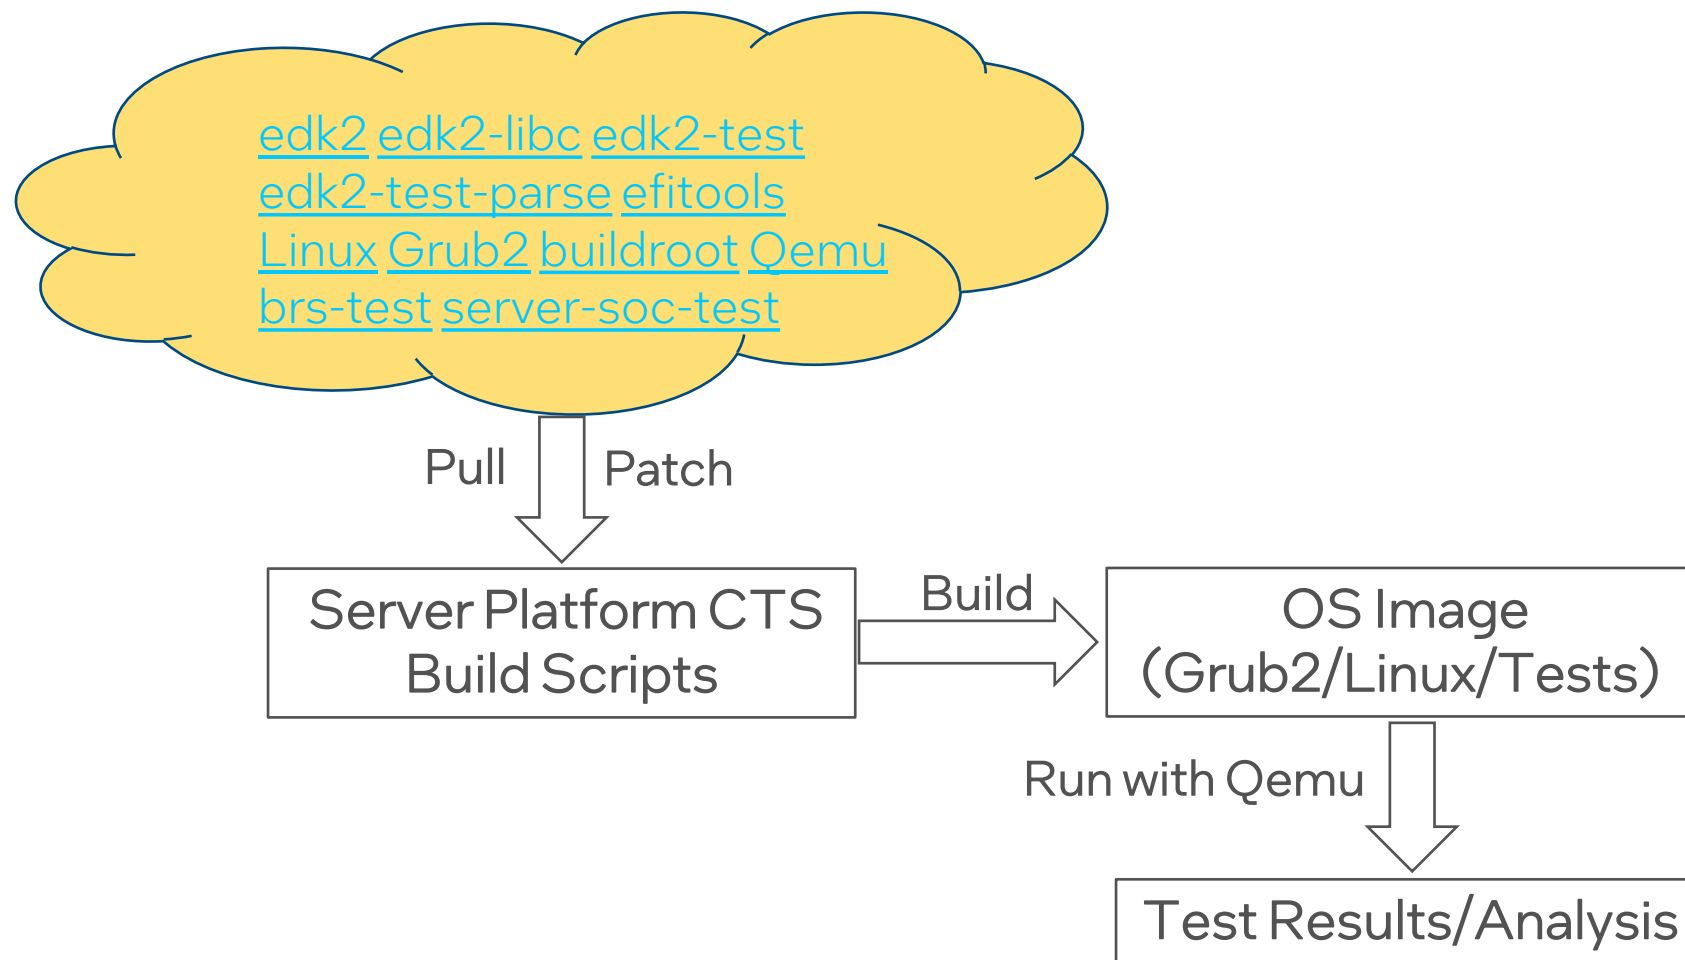 edk2 edk2-libc edk2-test
edk2-test-parse efitools
Linux Grub2 buildroot Qemu
brs-test server-soc-test
Pull Patch
Server Platform CTS
Build Scripts
Build
OS Image
(Grub2/Linux/Tests)
Run with Qemu
Test Results/Analysis